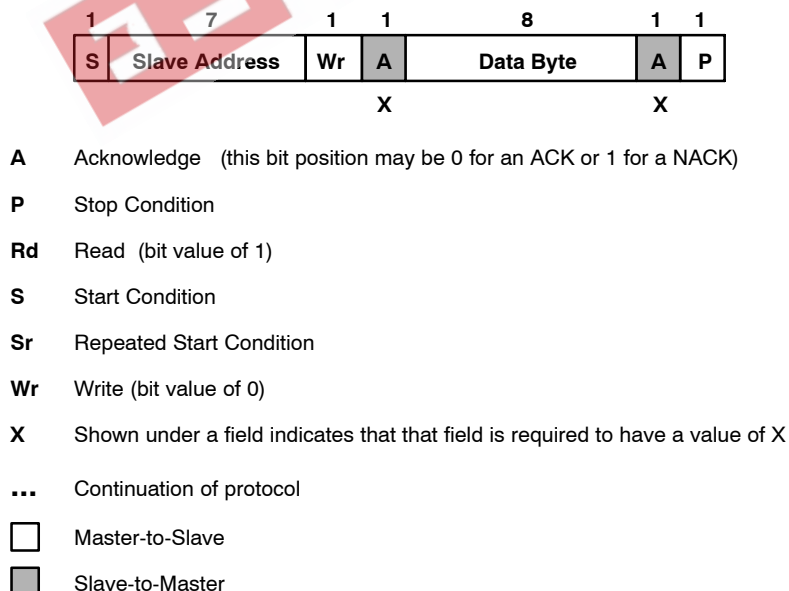 1 7 1 1 8 1 1
S Slave Address Wr A Data Byte A P
X X
A Acknowledge (this bit position may be 0 for an ACK or 1 for a NACK)
P Stop Condition
Rd Read (bit value of 1)
S Start Condition
Sr Repeated Start Condition
Wr Write (bit value of 0)
X Shown under a field indicates that that field is required to have a value of X
... Continuation of protocol
Master-to-Slave
Slave-to-Master